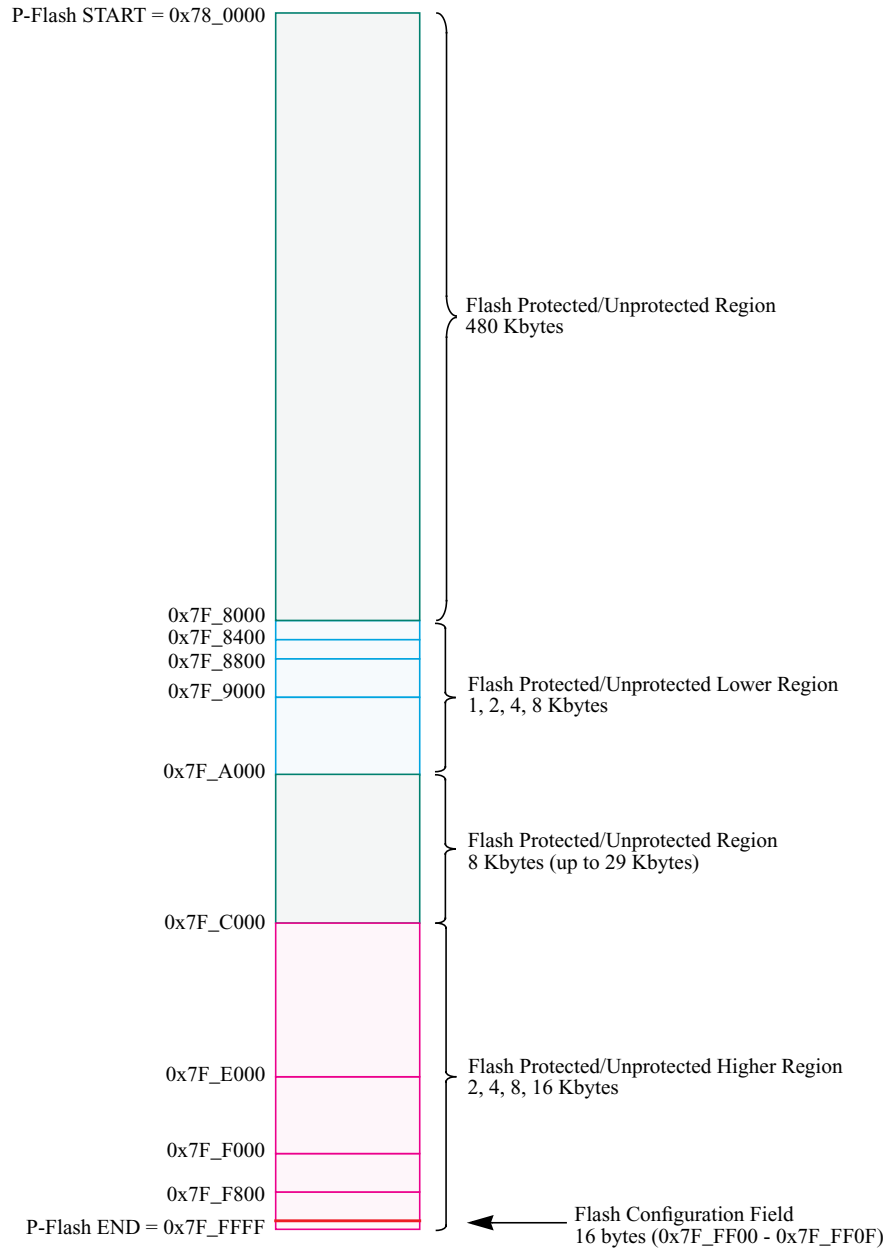 P-Flash START = 0x78_0000
Flash Protected/Unprotected Region
480 Kbytes
0x7F_8000
0x7F_8400
0x7F_8800
0x7F_9000
Flash Protected/Unprotected Lower Region
1, 2, 4, 8 Kbytes
0x7F_A000
Flash Protected/Unprotected Region
8 Kbytes (up to 29 Kbytes)
0x7F_C000
Flash Protected/Unprotected Higher Region
2, 4, 8, 16 Kbytes
0x7F_E000
0x7F_F000
0x7F_F800
P-Flash END = 0x7F_FFFF
Flash Configuration Field
16 bytes (0x7F_FF00 - 0x7F_FF0F)